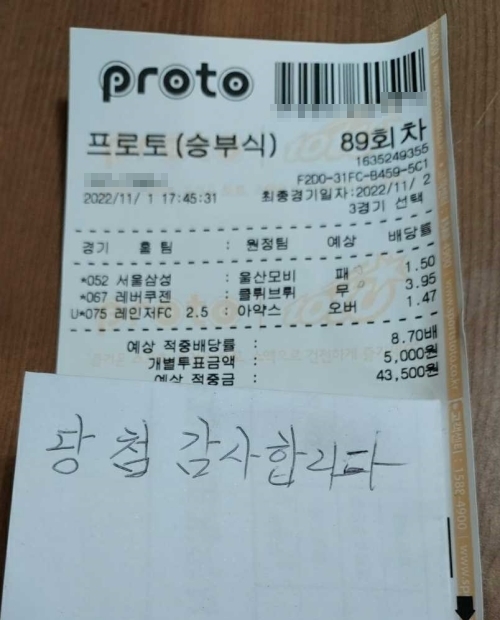 proto
프로토(승부식) 89회차
1635249355
F2D0-31FC-B459-5C1
2022/11/ 1 17:45:31 최종경기일자:2022/11/ 2
3경기 선택
경기 홈팀 : 원정팀 예상 배당률
*052 서울삼성 : 울산모비 패 1.50
*067 레버쿠젠 : 클뤼브뤼 무 3.95
U*075 레인저FC 2.5 : 아약스 오버 1.47
예상 적중배당률 : 8.70배
개별투표금액 : 5,000원
예상 적중금 : 43,500원
당첨 감사합니다